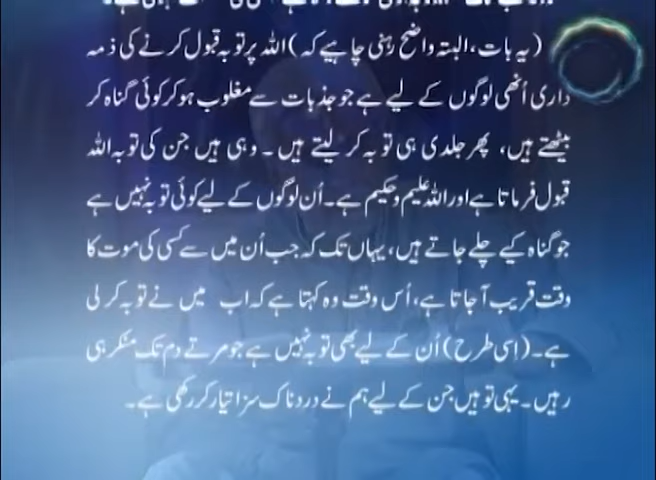 (یہ بات، البتہ واضح رہنی چاہیے کہ) اللہ پر توبہ قبول کرنے کی ذمہ
داری اُنھی لوگوں کے لیے ہے جو جذبات سے مغلوب ہو کر کوئی گناہ کر
بیٹھتے ہیں، پھر جلدی ہی توبہ کر لیتے ہیں۔ وہی ہیں جن کی توبہ اللہ
قبول فرماتا ہے اور اللہ علیم و حکیم ہے۔ اُن لوگوں کے لیے کوئی توبہ نہیں ہے
جو گناہ کیے چلے جاتے ہیں، یہاں تک کہ جب اُن میں سے کسی کی موت کا
وقت قریب آ جاتا ہے، اُس وقت وہ کہتا ہے کہ اب میں نے توبہ کر لی
ہے۔ (اِسی طرح) اُن کے لیے بھی توبہ نہیں ہے جو مرتے دم تک منکر ہی
رہیں۔ یہی تو ہیں جن کے لیے ہم نے دردناک سزا تیار کر رکھی ہے۔